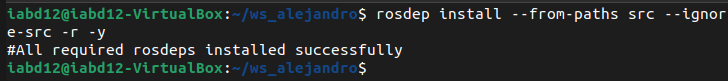 iabd12@iabd12-VirtualBox:~/ws_alejandro$ rosdep install --from-paths src --ignor
e-src -r -y
#All required rosdeps installed successfully
iabd12@iabd12-VirtualBox:~/ws_alejandro$